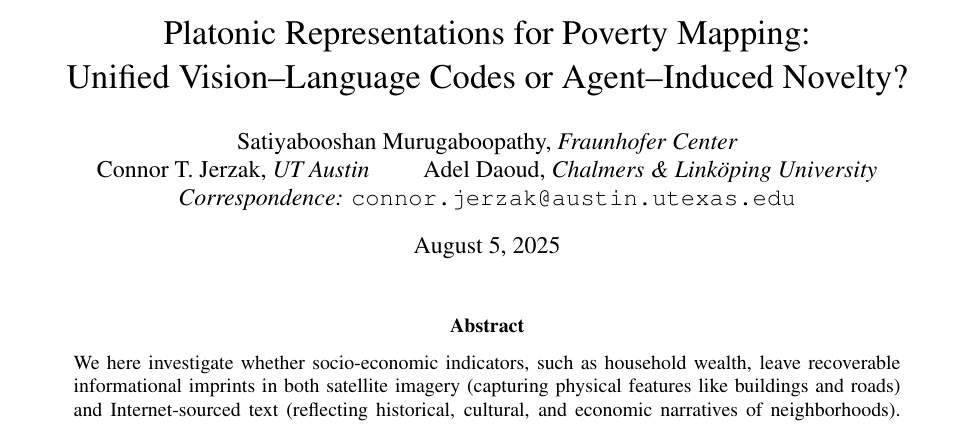 Platonic Representations for Poverty Mapping:
Unified Vision–Language Codes or Agent–Induced Novelty?
Satiyabooshan Murugaboopathy, Fraunhofer Center
Connor T. Jerzak, UT Austin Adel Daoud, Chalmers & Linköping University
Correspondence: connor.jerzak@austin.utexas.edu
August 5, 2025
Abstract
We here investigate whether socio-economic indicators, such as household wealth, leave recoverable
informational imprints in both satellite imagery (capturing physical features like buildings and roads)
and Internet-sourced text (reflecting historical, cultural, and economic narratives of neighborhoods).